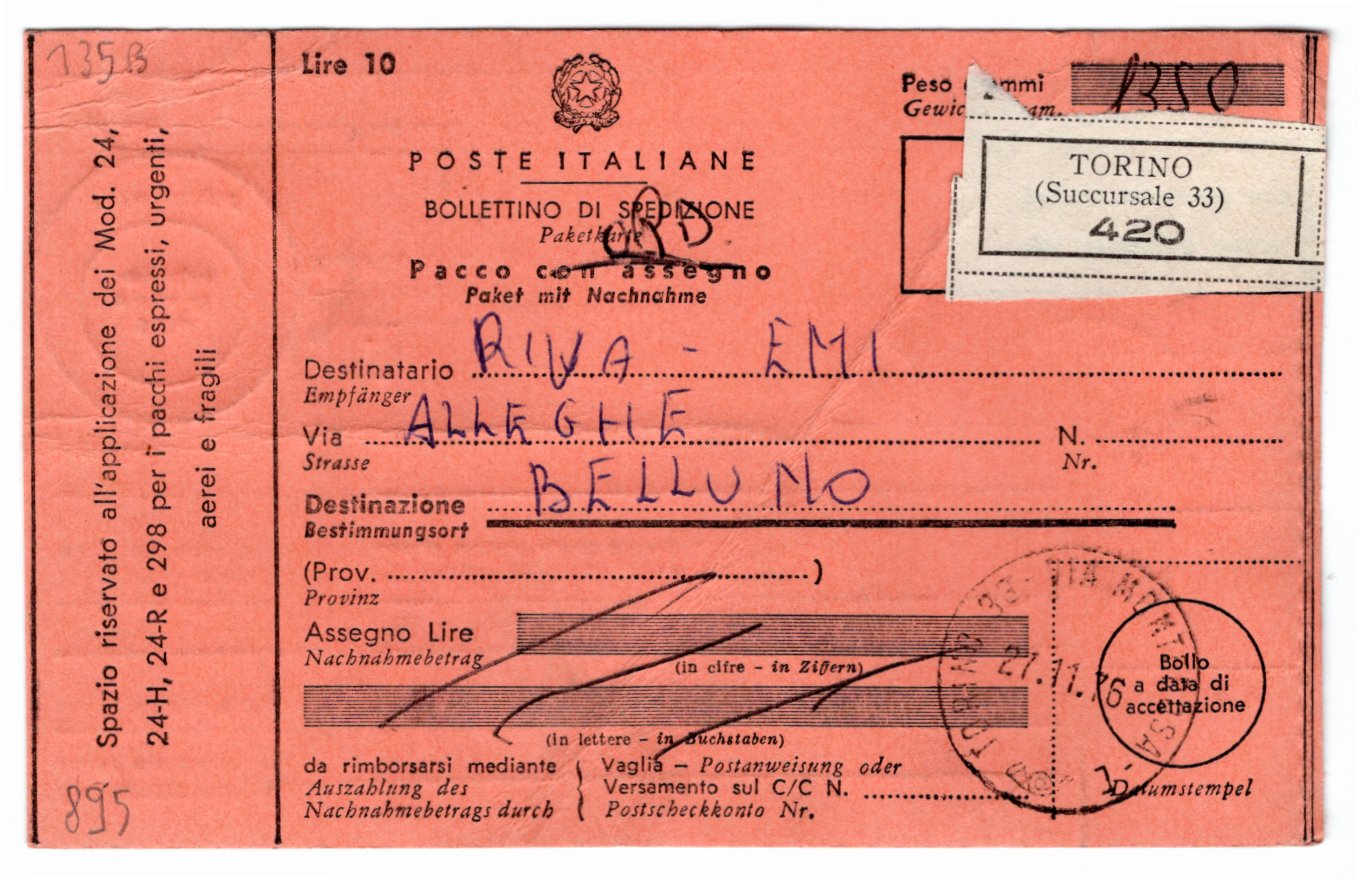 135B
Lire 10
Peso
Gewic
1350
POSTE ITALIANE
BOLLETTINO DI SPEDIZIONE
Paketkarte
ORD
Pacco con assegno
Paket mit Nachnahme
TORINO
(Succursale 33)
420
Destinatario RIVA - EMI
Empfänger
Via ALLEGHE N.
Strasse Nr.
Destinazione BELLUNO
Bestimmungsort
(Prov. )
Provinz
Assegno Lire
Nachnahmebetrag
(in cifre - in Ziffern)
(in lettere - in Buchstaben)
da rimborsarsi mediante
Auszahlung des
Nachnahmebetrags durch
Vaglia — Postanweisung oder
Versamento sul C/C N.
Postscheckkonto Nr.
TORINO 33 - VIA
27.11.76
Bollo
a data di
accettazione
Datumstempel
Spazio riservato all'applicazione dei Mod. 24,
24-H, 24-R e 298 per i pacchi espressi, urgenti,
aerei e fragili
895